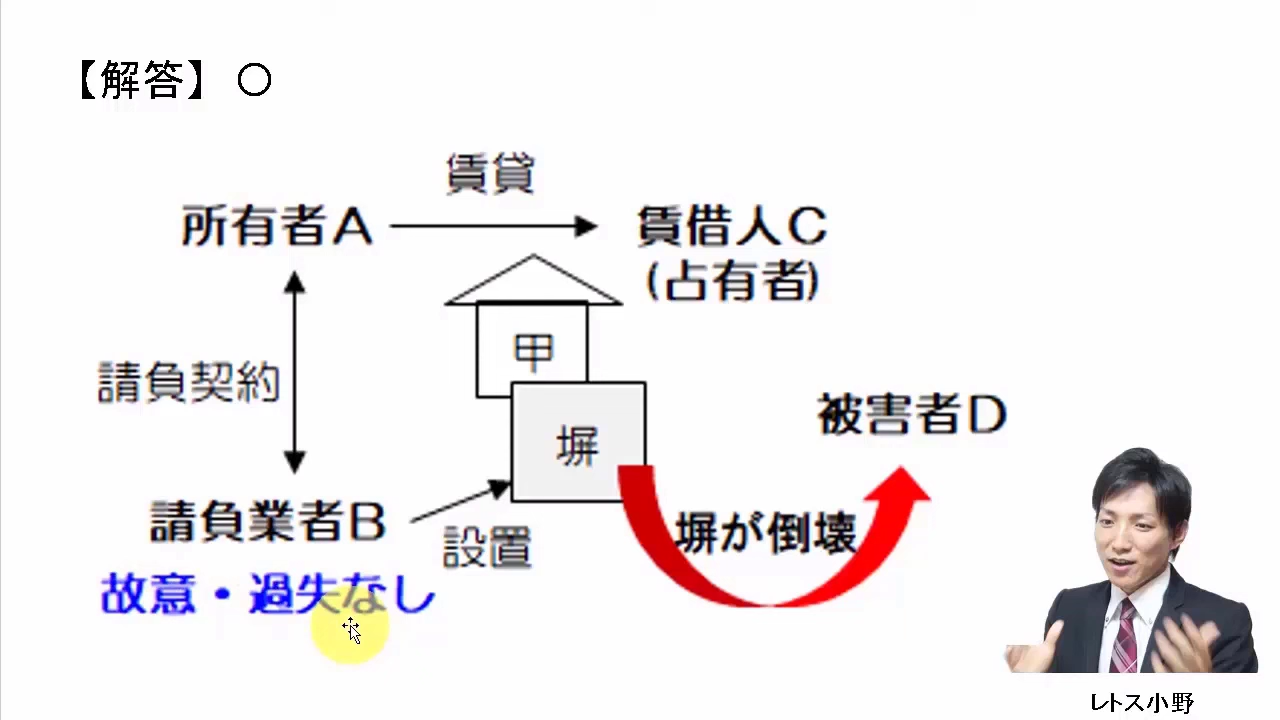 【解答】 〇
賃貸
所有者A
賃借人C
(占有者)
甲
請負契約
塀
被害者D
請負業者B
設置
塀が倒壊
故意・過失なし
レトス小野